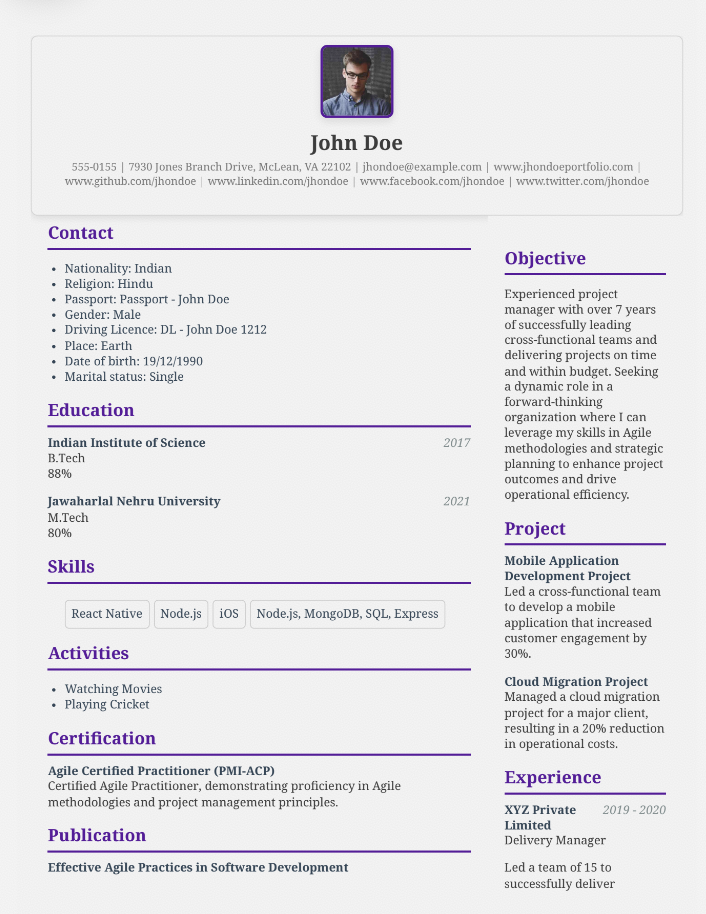 John Doe
555-0155 | 7930 Jones Branch Drive, McLean, VA 22102 | jhondoe@example.com | www.jhondoeportfolio.com |
www.github.com/jhondoe | www.linkedin.com/jhondoe | www.facebook.com/jhondoe | www.twitter.com/jhondoe
Contact
• Nationality: Indian
• Religion: Hindu
• Passport: Passport - John Doe
• Gender: Male
• Driving Licence: DL - John Doe 1212
• Place: Earth
• Date of birth: 19/12/1990
• Marital status: Single
Education
Indian Institute of Science 2017
B.Tech
88%
Jawaharlal Nehru University 2021
M.Tech
80%
Skills
React Native Node.js iOS Node.js, MongoDB, SQL, Express
Activities
• Watching Movies
• Playing Cricket
Certification
Agile Certified Practitioner (PMI-ACP)
Certified Agile Practitioner, demonstrating proficiency in Agile
methodologies and project management principles.
Publication
Effective Agile Practices in Software Development
Objective
Experienced project
manager with over 7 years
of successfully leading
cross-functional teams and
delivering projects on time
and within budget. Seeking
a dynamic role in a
forward-thinking
organization where I can
leverage my skills in Agile
methodologies and strategic
planning to enhance project
outcomes and drive
operational efficiency.
Project
Mobile Application
Development Project
Led a cross-functional team
to develop a mobile
application that increased
customer engagement by
30%.
Cloud Migration Project
Managed a cloud migration
project for a major client,
resulting in a 20% reduction
in operational costs.
Experience
XYZ Private 2019 - 2020
Limited
Delivery Manager
Led a team of 15 to
successfully deliver